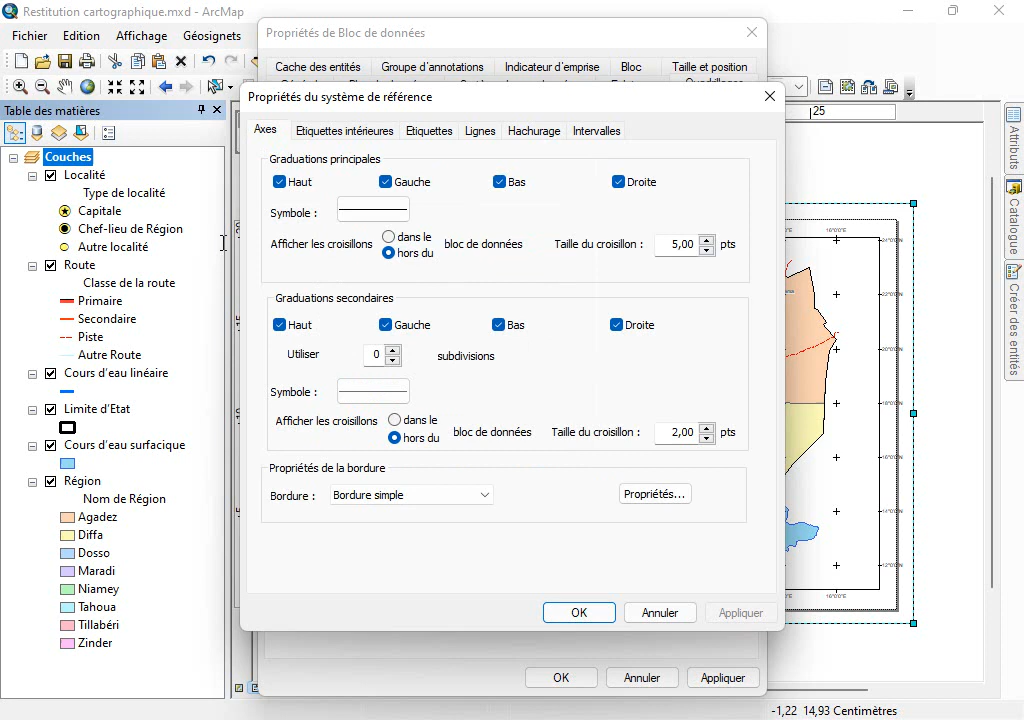 Restitution cartographique.mxd - ArcMap
Fichier Edition Affichage Géosignets
Propriétés de Bloc de données
Cache des entités Groupe d'annotations Indicateur d'emprise Bloc Taille et position
Table des matières
Couches
Localité
Type de localité
Capitale
Chef-lieu de Région
Autre localité
Route
Classe de la route
Primaire
Secondaire
Piste
Autre Route
Cours d'eau linéaire
Limite d'Etat
Cours d'eau surfacique
Région
Nom de Région
Agadez
Diffa
Dosso
Maradi
Niamey
Tahoua
Tillabéri
Zinder
Propriétés du système de référence
Axes Etiquettes intérieures Etiquettes Lignes Hachurage Intervalles
Graduations principales
Haut Gauche Bas Droite
Symbole :
Afficher les croisillons dans le hors du bloc de données Taille du croisillon : 5,00 pts
Graduations secondaires
Haut Gauche Bas Droite
Utiliser 0 subdivisions
Symbole :
Afficher les croisillons dans le hors du bloc de données Taille du croisillon : 2,00 pts
Propriétés de la bordure
Bordure : Bordure simple Propriétés...
OK Annuler Appliquer
OK Annuler Appliquer
25
Attributs
Catalogue
Créer des entités
-1,22 14,93 Centimètres